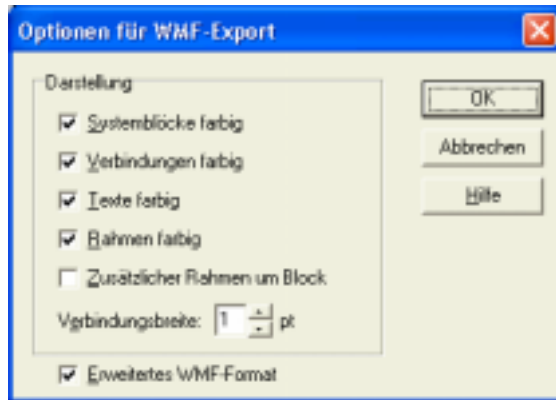 Optionen für WMF-Export
Darstellung
Systemblöcke farbig
Verbindungen farbig
Texte farbig
Rahmen farbig
Zusätzlicher Rahmen um Block
Verbindungsbreite: 1 pt
Erweitertes WMF-Format
OK
Abbrechen
Hilfe